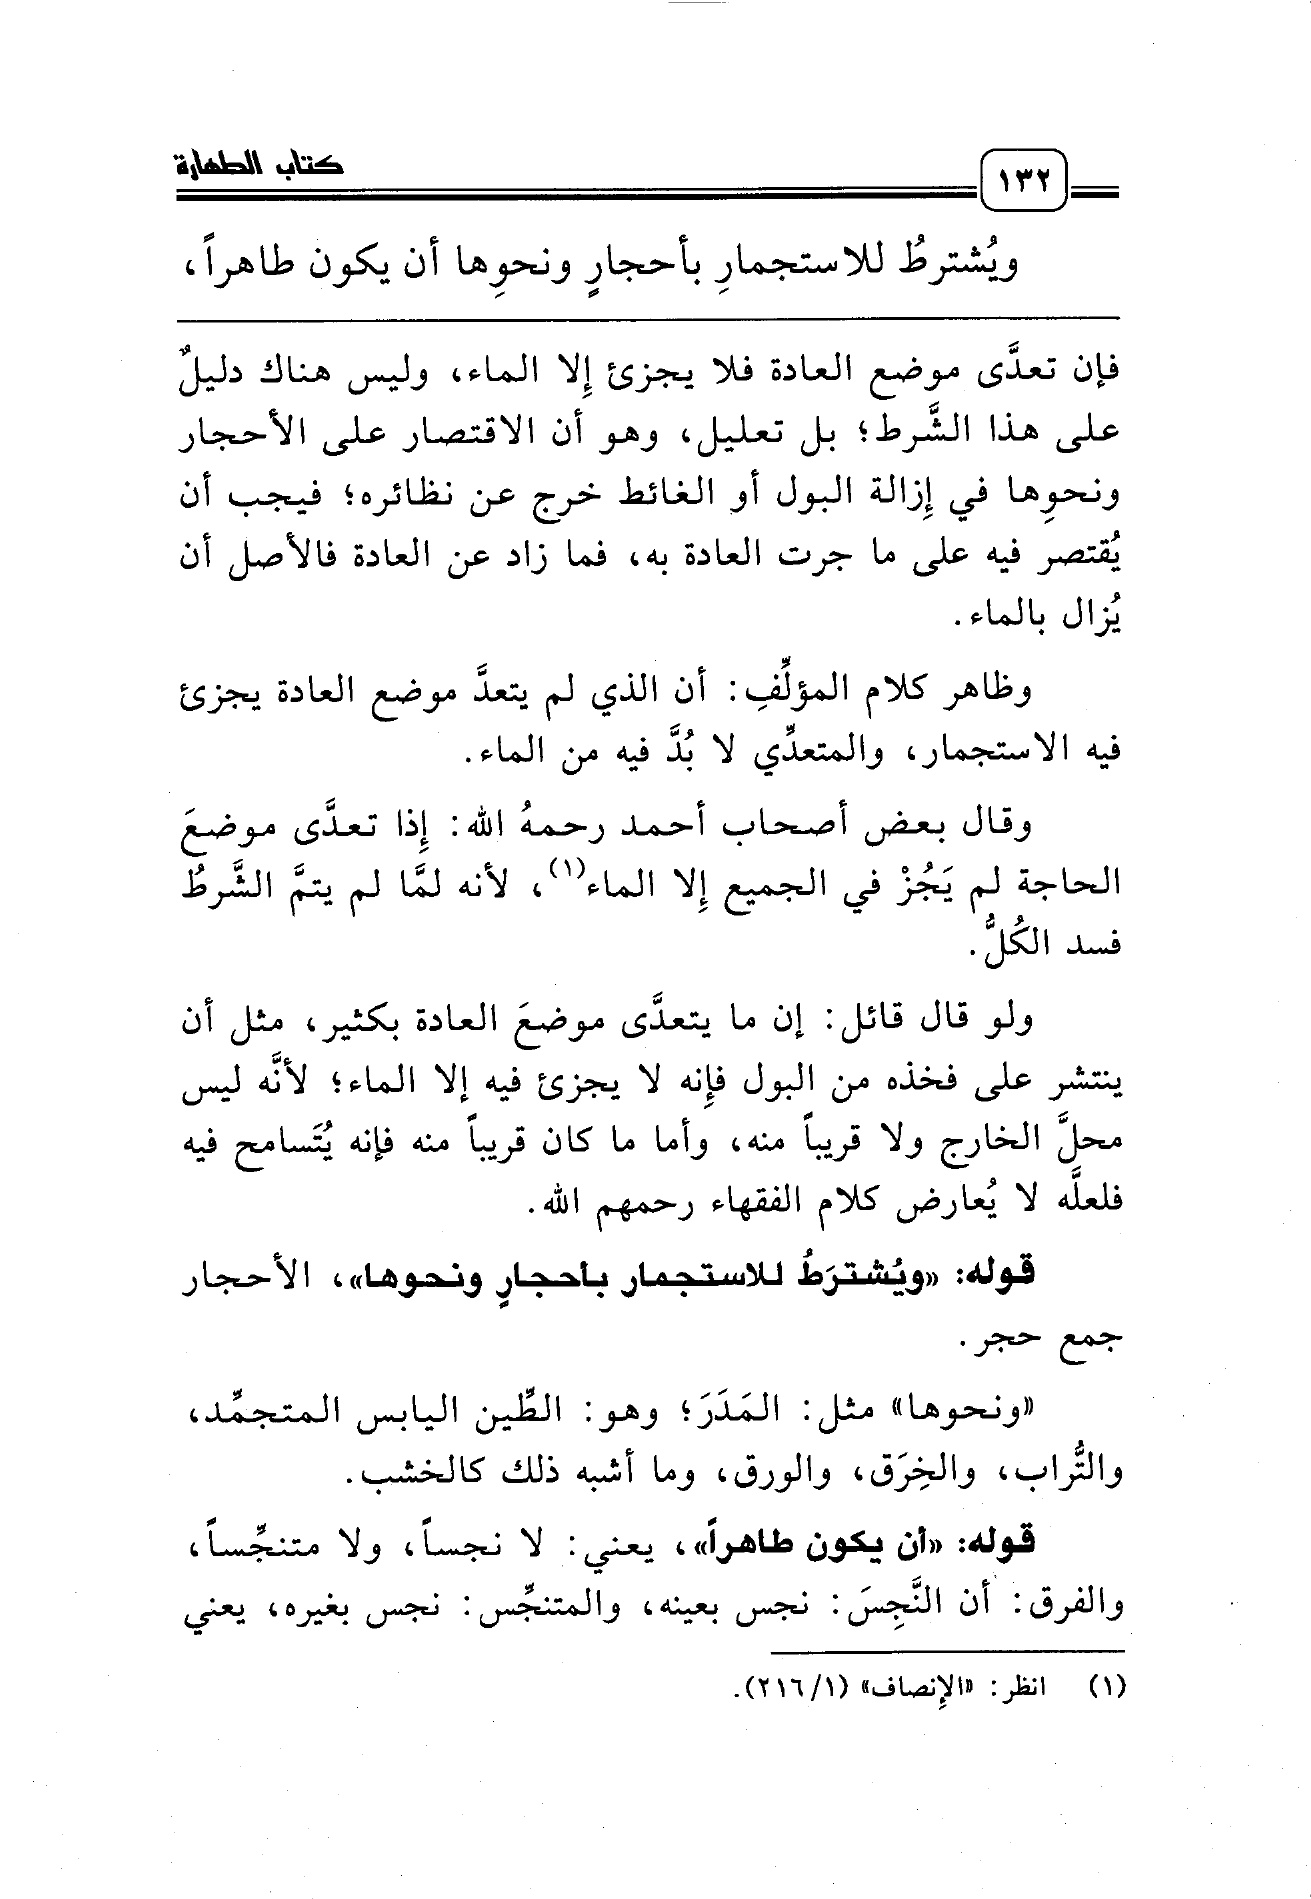 كتاب الطهارة
١٣٢
ويُشترطُ للاستجمارِ بأحجارٍ ونحوِها أن يكون طاهراً،
فإن تعدَّى موضع العادة فلا يجزئ إِلا الماء، وليس هناك دليلٌ
على هذا الشَّرط؛ بل تعليل، وهو أن الاقتصار على الأحجار
ونحوِها في إِزالة البول أو الغائط خرج عن نظائره؛ فيجب أن
يُقتصر فيه على ما جرت العادة به، فما زاد عن العادة فالأصل أن
يُزال بالماء.
وظاهر كلام المؤلِّفِ: أن الذي لم يتعدَّ موضع العادة يجزئ
فيه الاستجمار، والمتعدِّي لا بُدَّ فيه من الماء.
وقال بعض أصحاب أحمد رحمهُ الله: إِذا تعدَّى موضعَ
الحاجة لم يَجُزْ في الجميع إِلا الماء(١)، لأنه لمَّا لم يتمَّ الشَّرطُ
فسد الكُلُّ.
ولو قال قائل: إن ما يتعدَّى موضعَ العادة بكثير، مثل أن
ينتشر على فخذه من البول فإِنه لا يجزئ فيه إلا الماء؛ لأنَّه ليس
محلَّ الخارج ولا قريباً منه، وأما ما كان قريباً منه فإنه يُتَسامح فيه
فلعلَّه لا يُعارض كلام الفقهاء رحمهم الله.
قوله: «ويُشترَطُ للاستجمار بأحجارٍ ونحوها»، الأحجار
جمع حجر.
«ونحوها» مثل: المَدَرَ؛ وهو: الطِّين اليابس المتجمِّد،
والتُّراب، والخِرَق، والورق، وما أشبه ذلك كالخشب.
قوله: «أن يكون طاهراً»، يعني: لا نجساً، ولا متنجِّساً،
والفرق: أن النَّجِسَ: نجس بعينه، والمتنجِّس: نجس بغيره، يعني
(١) انظر: «الإِنصاف» (٢١٦/١).